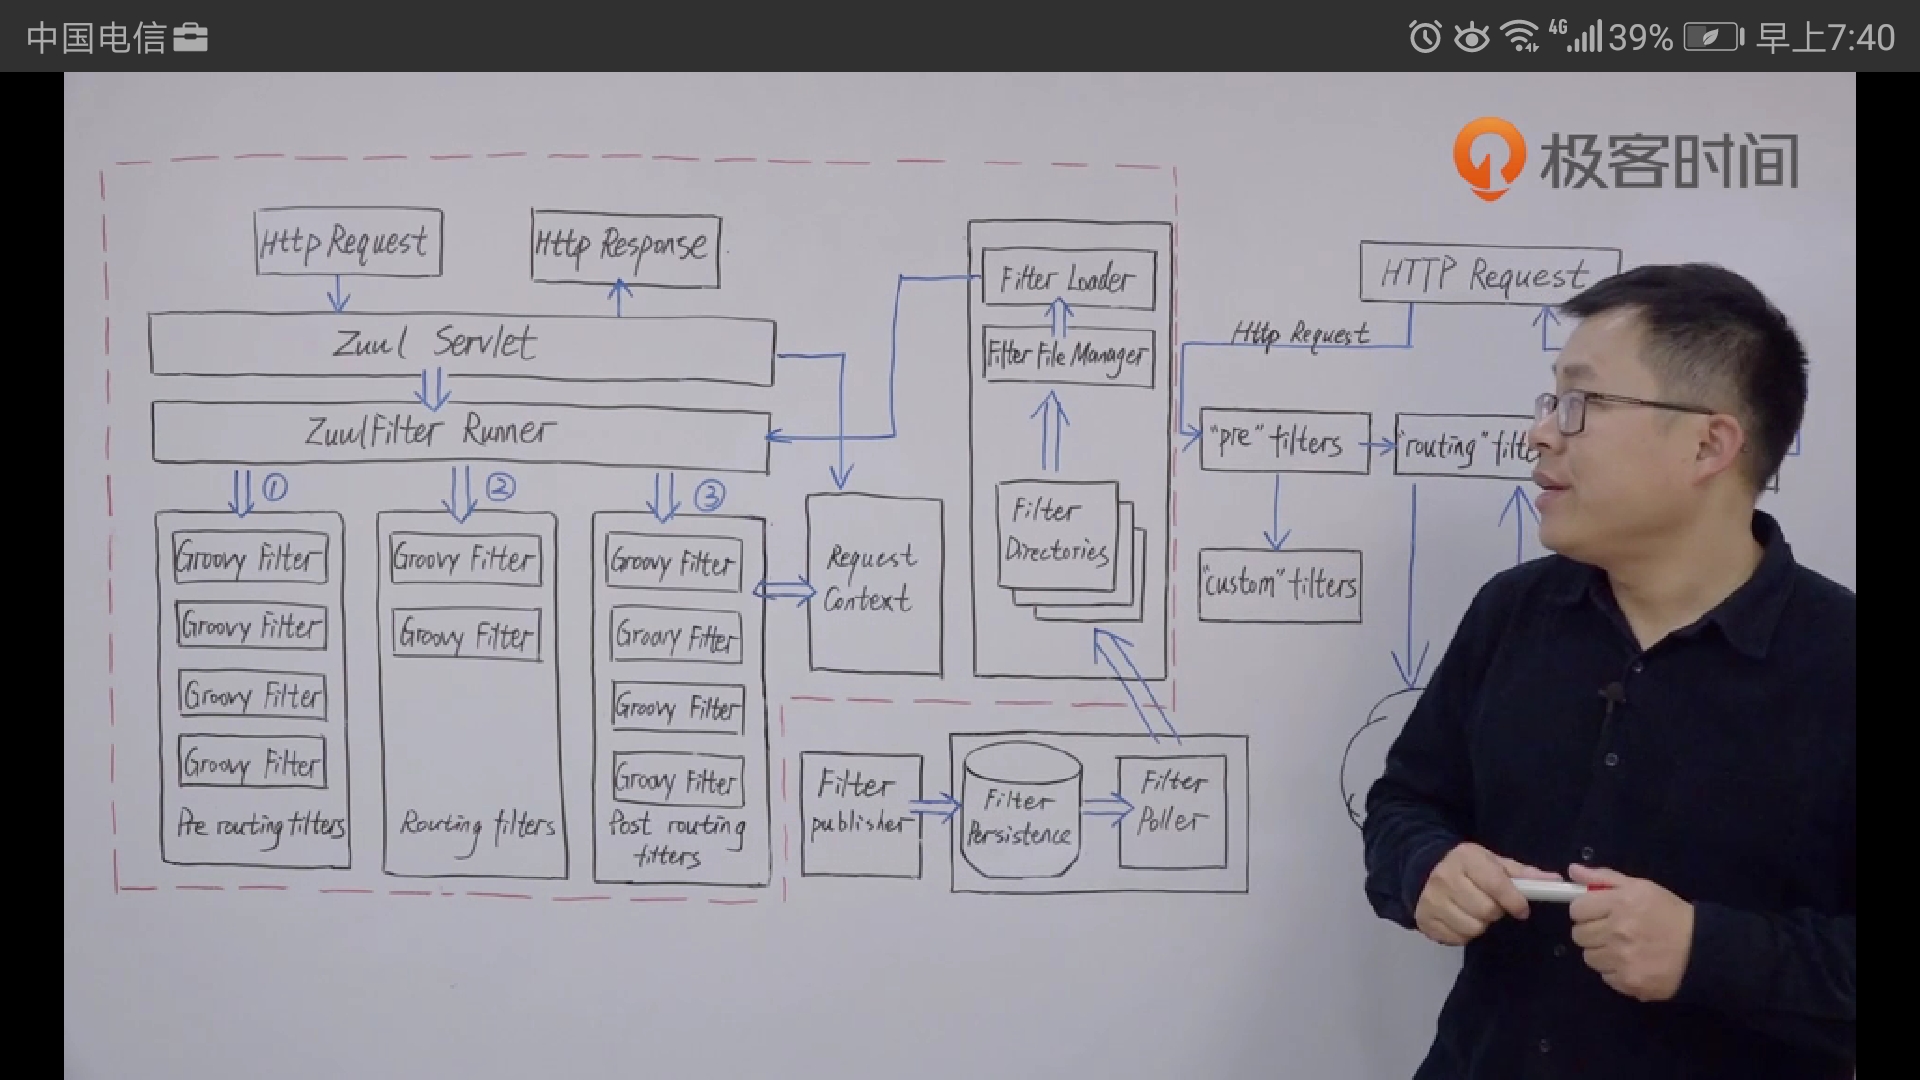 中国电信
4G
39%
早上7:40
极客时间
Http Request
Http Response
Zuul Servlet
ZuulFilter Runner
①
②
③
Groovy Filter
Groovy Filter
Groovy Filter
Groovy Filter
Pre routing filters
Groovy Filter
Groovy Filter
Routing filters
Groovy Filter
Groovy Filter
Groovy Filter
Groovy Filter
Post routing
filters
Request
Context
Filter Loader
Filter File Manager
Filter
Directories
Filter
publisher
Filter
Persistence
Filter
Poller
HTTP Request
Http Request
"pre" filters
"routing"
"custom" filters